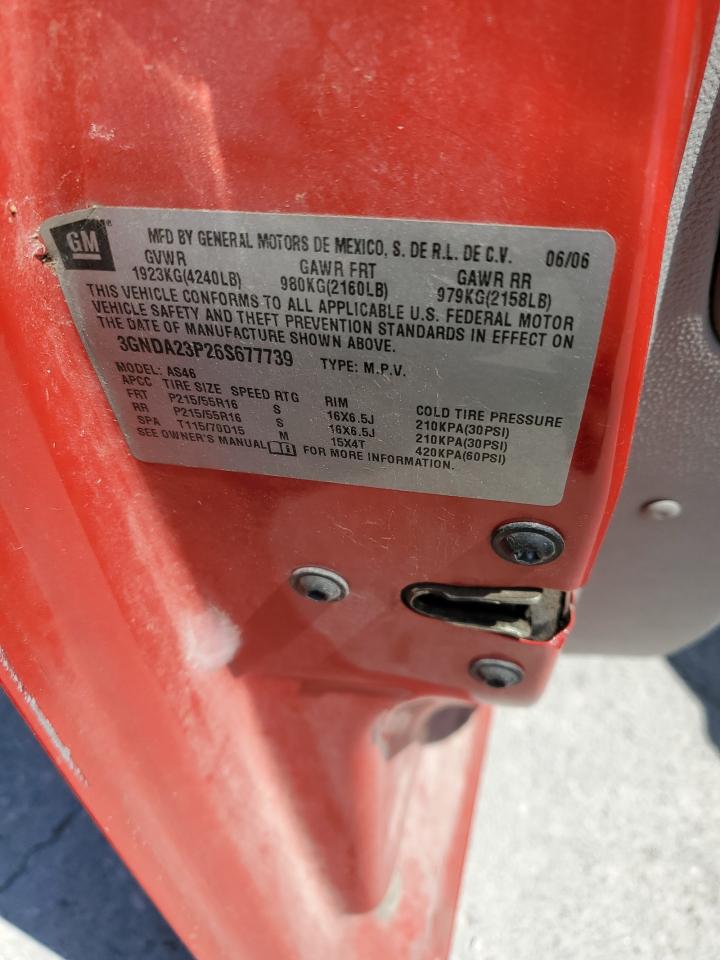 GM ® MFD BY GENERAL MOTORS DE MEXICO, S. DE R.L. DE C.V. 06/06
GVWR GAWR FRT GAWR RR
1923KG(4240LB) 980KG(2160LB) 979KG(2158LB)
THIS VEHICLE CONFORMS TO ALL APPLICABLE U.S. FEDERAL MOTOR
VEHICLE SAFETY AND THEFT PREVENTION STANDARDS IN EFFECT ON
THE DATE OF MANUFACTURE SHOWN ABOVE.
3GNDA23P26S677739 TYPE: M.P.V.
MODEL: AS46
APCC TIRE SIZE SPEED RTG RIM COLD TIRE PRESSURE
FRT P215/55R16 S 16X6.5J 210KPA(30PSI)
RR P215/55R16 S 16X6.5J 210KPA(30PSI)
SPA T115/70D15 M 15X4T 420KPA(60PSI)
SEE OWNER'S MANUAL FOR MORE INFORMATION.